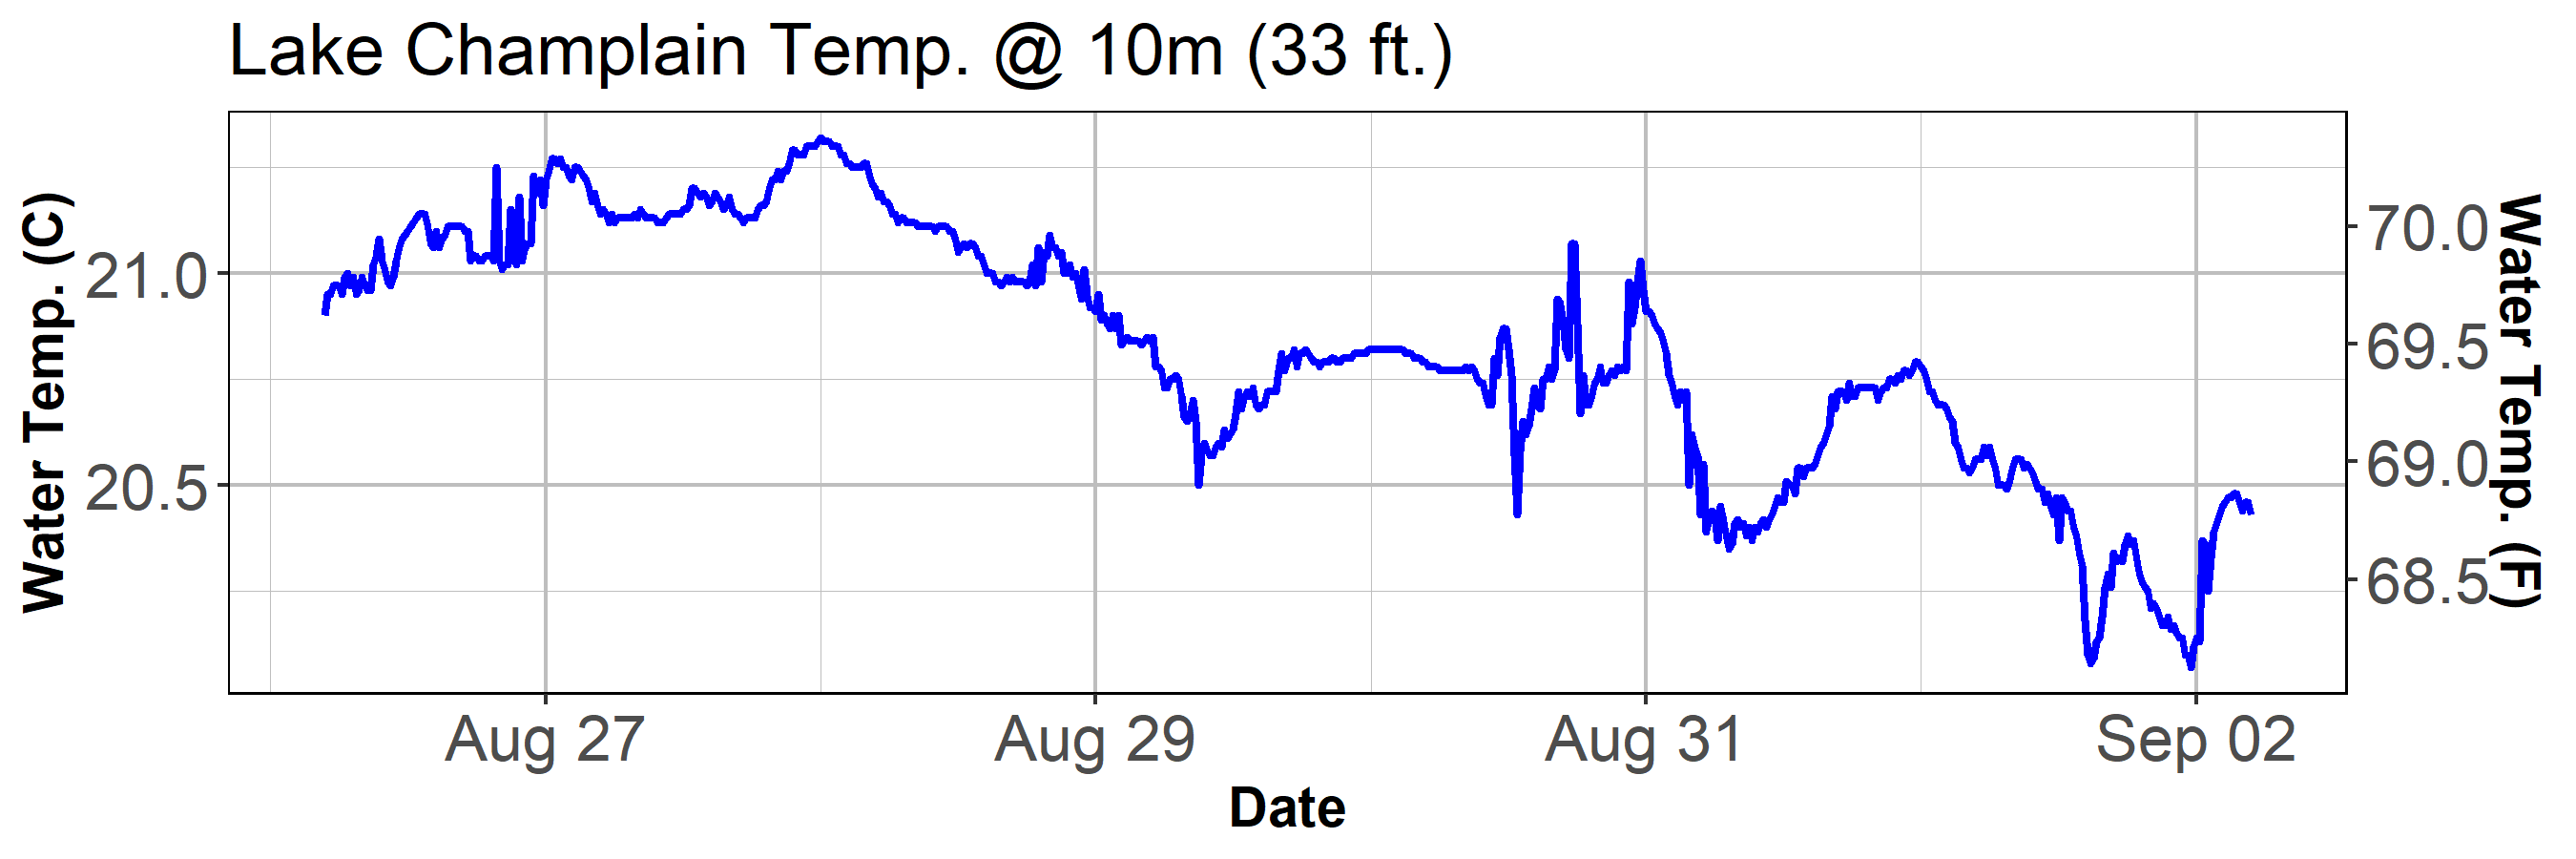 Lake Champlain Temp. @ 10m (33 ft.)
Water Temp. (C)
21.0
20.5
70.0
69.5
69.0
68.5
Water Temp. (F)
Aug 27
Aug 29
Aug 31
Sep 02
Date